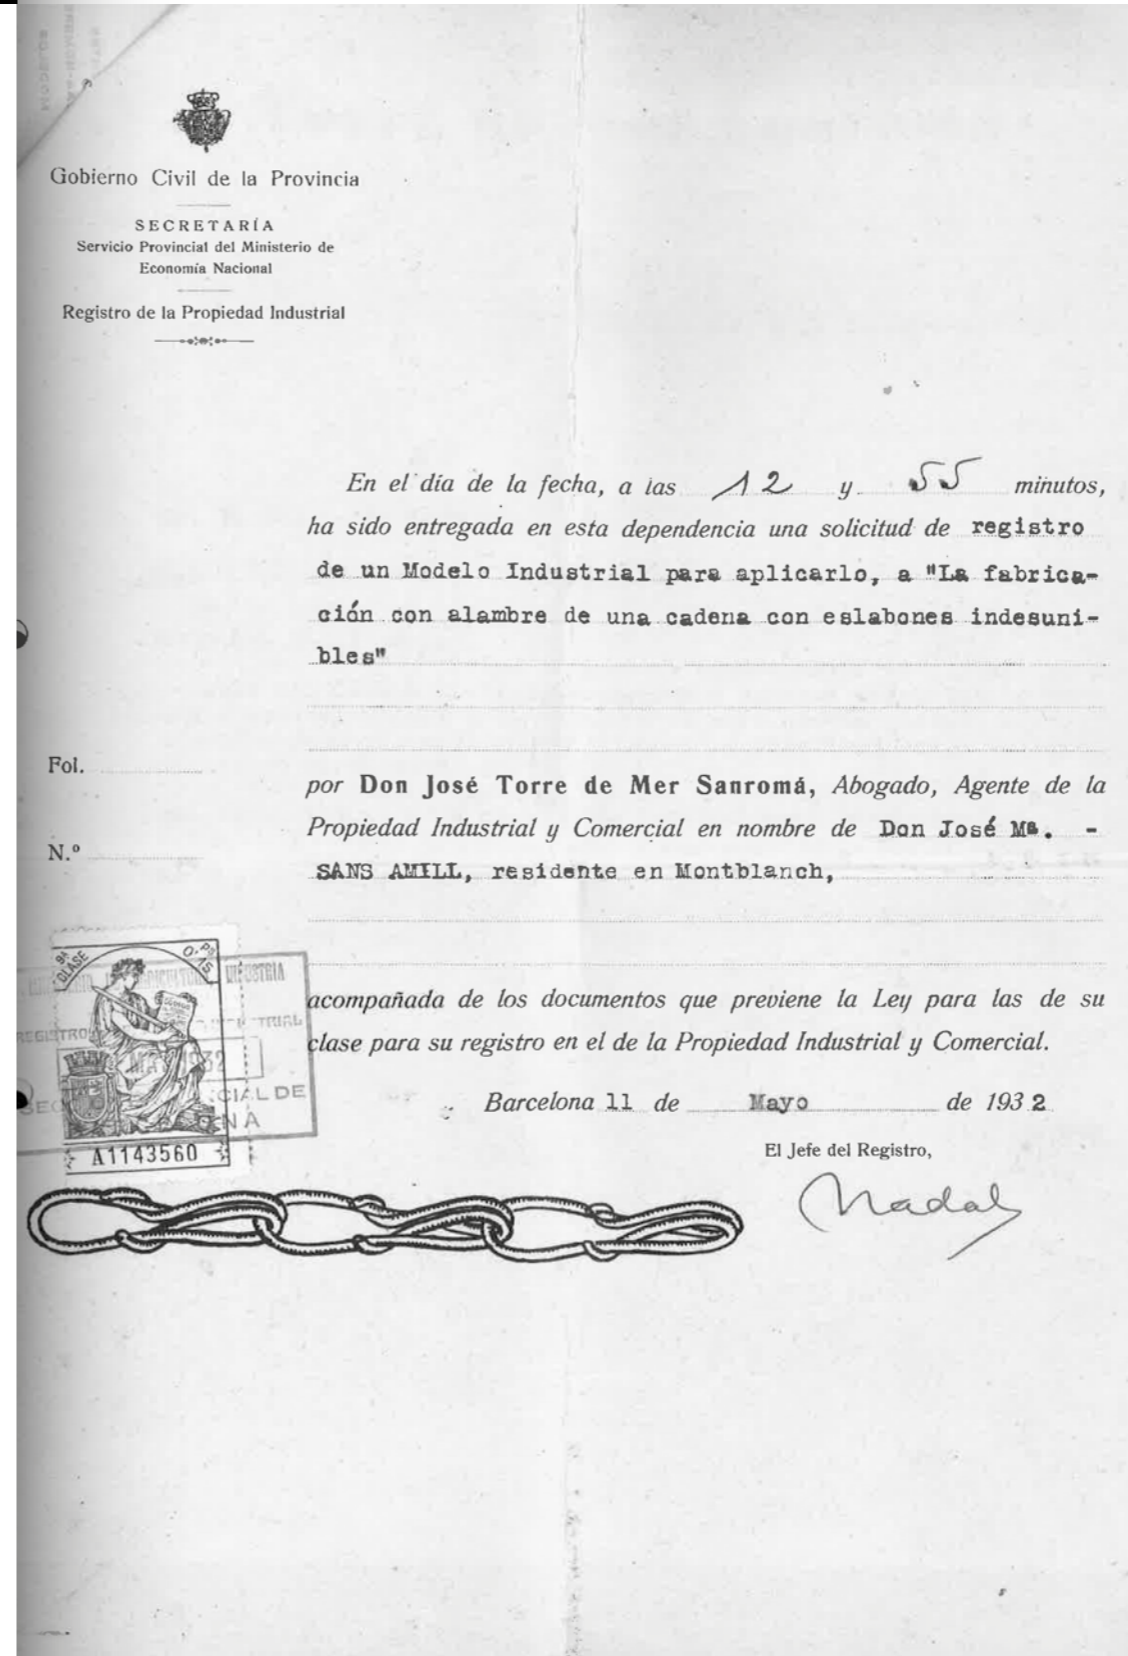 Gobierno Civil de la Provincia
SECRETARÍA
Servicio Provincial del Ministerio de
Economía Nacional
Registro de la Propiedad Industrial
En el día de la fecha, a las 12 y 55 minutos,
ha sido entregada en esta dependencia una solicitud de registro
de un Modelo Industrial para aplicarlo, a "La fabrica-
ción con alambre de una cadena con eslabones indesuni-
bles"
Fol.
por Don José Torre de Mer Sanromá, Abogado, Agente de la
Propiedad Industrial y Comercial en nombre de Don José Mª. -
N.º
SANS AMILL, residente en Montblanch,
9ª CLASE
INDUSTRIA
acompañada de los documentos que previene la Ley para las de su
REGISTRO
clase para su registro en el de la Propiedad Industrial y Comercial.
Barcelona 11 de Mayo de 1932
A1143560
El Jefe del Registro,
Nadal